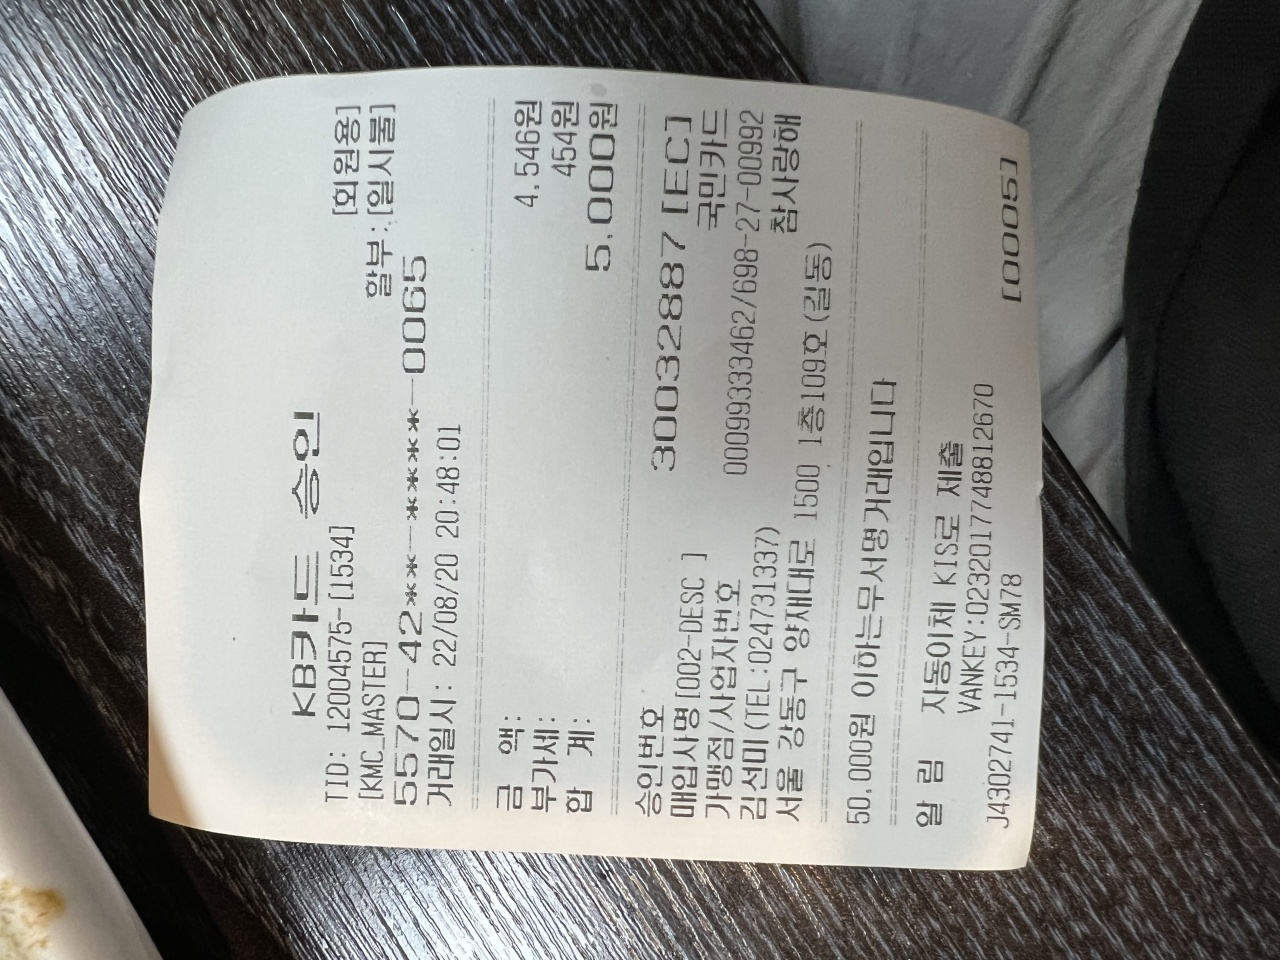 KB카드 승인
TID: 12004575-[1534] [회원용]
[KMC_MASTER] 할부:[일시불]
5570-42**-****-0065
거래일시: 22/08/20 20:48:01
금 액: 4.546원
부가세: 454원
합 계: 5.000원
승인번호 30032887 [EC]
매입사명[002-DESC ] 국민카드
가맹점/사업자번호 00099333462/698-27-00992
김선미(TEL:0247731337) 참사랑해
서울 강동구 양재대로 1500 1층109호(길동)
50.000원 이하는무서명거래입니다
알 림 자동이체 KIS로 제출
VANKEY:0232017748812670
J4302741-1534-SM78 [0005]